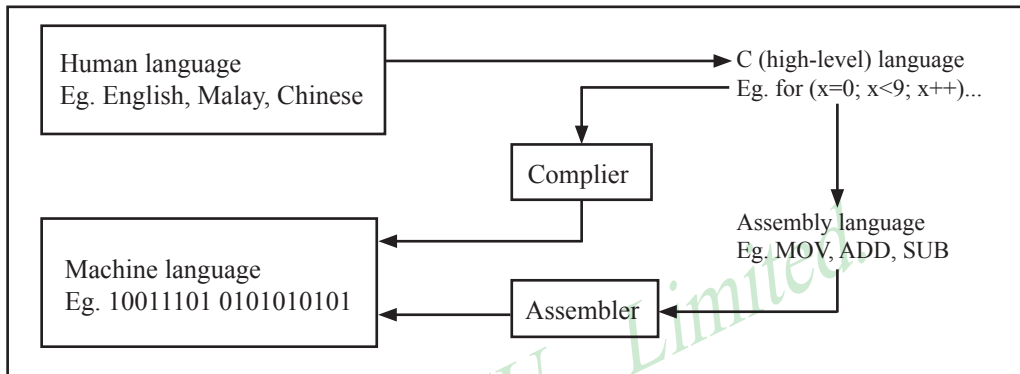 Human language
Eg. English, Malay, Chinese
C (high-level) language
Eg. for (x=0; x<9; x++)...
Complier
Assembly language
Eg. MOV, ADD, SUB
Machine language
Eg. 10011101 0101010101
Assembler
Limited.